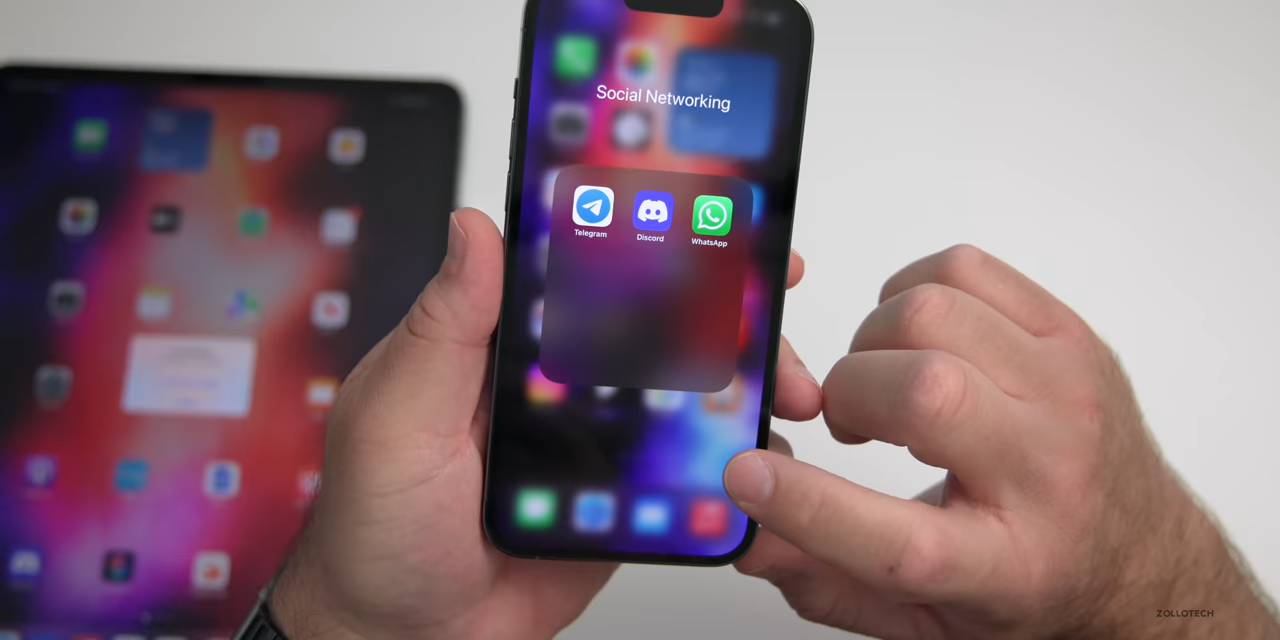 Social Networking
Telegram
Discord
WhatsApp
ZOLLOTECH